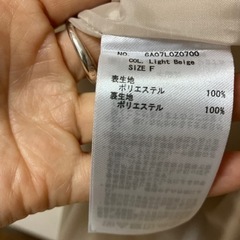 NO. 6A07L0Z0700
COL. Light Beige
SIZE F
表生地
ポリエステル 100%
裏生地
ポリエステル 100%